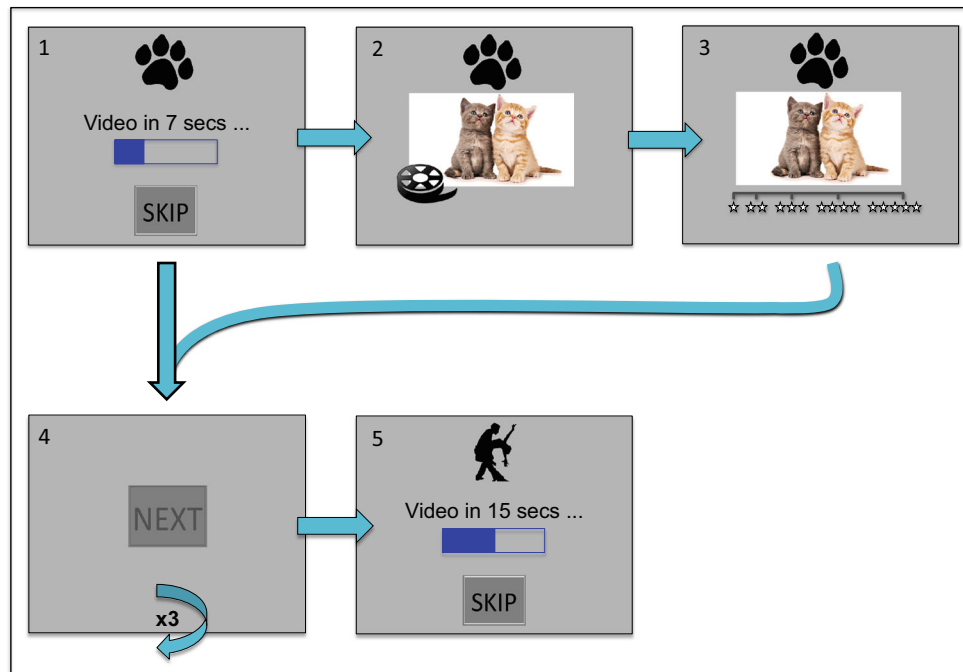 1
Video in 7 secs ...
SKIP
2
3
4
NEXT
x3
5
Video in 15 secs ...
SKIP